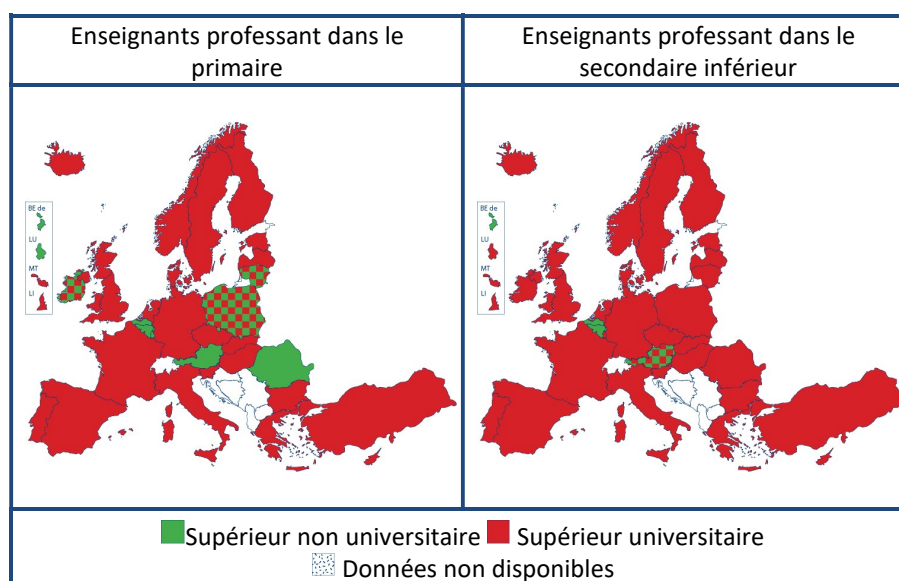 Enseignants professant dans le
primaire
Enseignants professant dans le
secondaire inférieur
BE de
LU
MT
LI
BE de
LU
MT
LI
Supérieur non universitaire
Supérieur universitaire
Données non disponibles